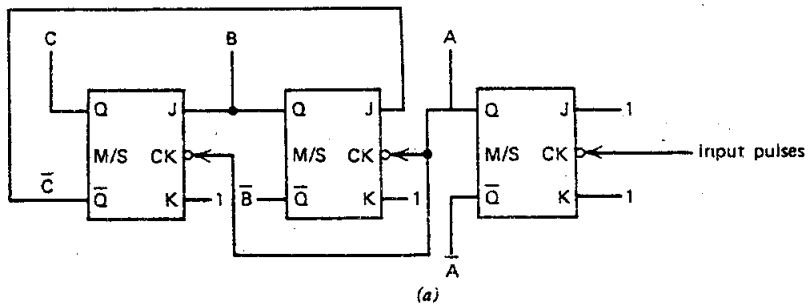 C B A
Q J Q J Q J 1
M/S CK M/S CK M/S CK input pulses
C̅ Q̅ K 1 B̅ Q̅ K 1 Q̅ K 1
A̅
(a)